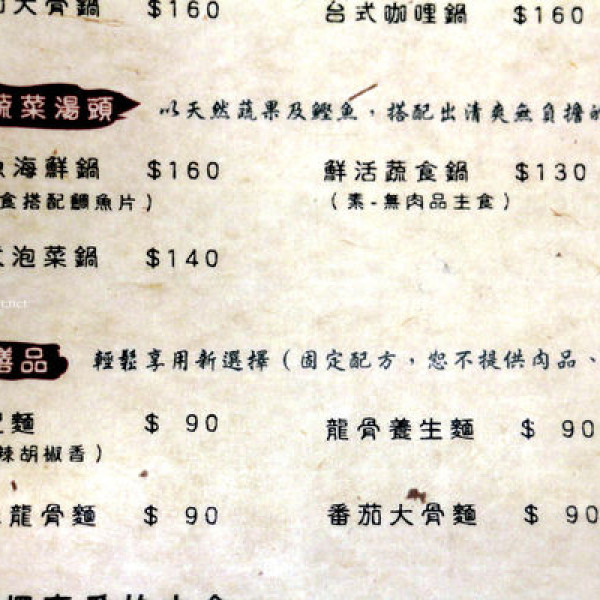 大骨鍋 $160 台式咖哩鍋 $160
蔬菜湯頭 以天然蔬果及鰹魚,搭配出清爽無負擔的
海鮮鍋 $160 鮮活蔬食鍋 $130
食搭配鯛魚片) (素-無肉品主食)
泡菜鍋 $140
膳品 輕鬆享用新選擇(固定配方,恕不提供肉品、
麵 $ 90 龍骨養生麵 $ 90
辣胡椒香)
龍骨麵 $ 90 番茄大骨麵 $ 90